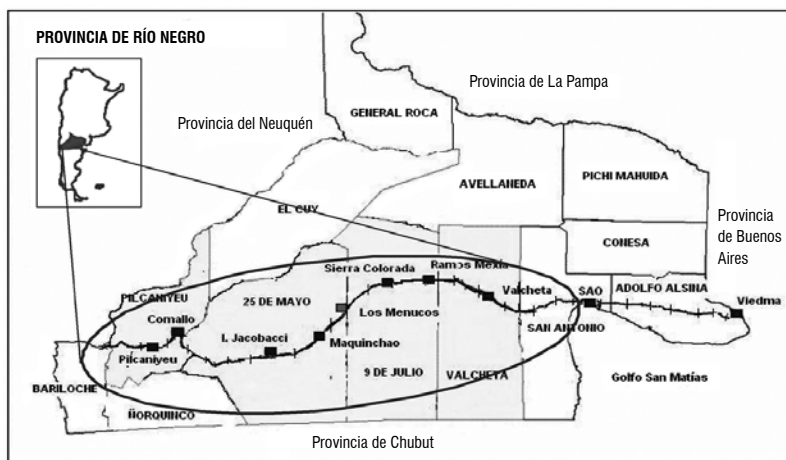 PROVINCIA DE RÍO NEGRO
Provincia de La Pampa
GENERAL ROCA
Provincia del Neuquén
AVELLANEDA
PICHI MAHUIDA
EL CUY
Provincia
de Buenos
Aires
CONESA
Sierra Colorada
Ramos Mexia
PILCANIYEU
25 DE MAYO
Valcheta
SAO
ADOLFO ALSINA
Viedma
Comallo
Los Menucos
SAN ANTONIO
I. Jacobacci
Maquinchao
Pilcaniyeu
9 DE JULIO
VALCHETA
Golfo San Matías
BARILOCHE
ÑORQUINCO
Provincia de Chubut